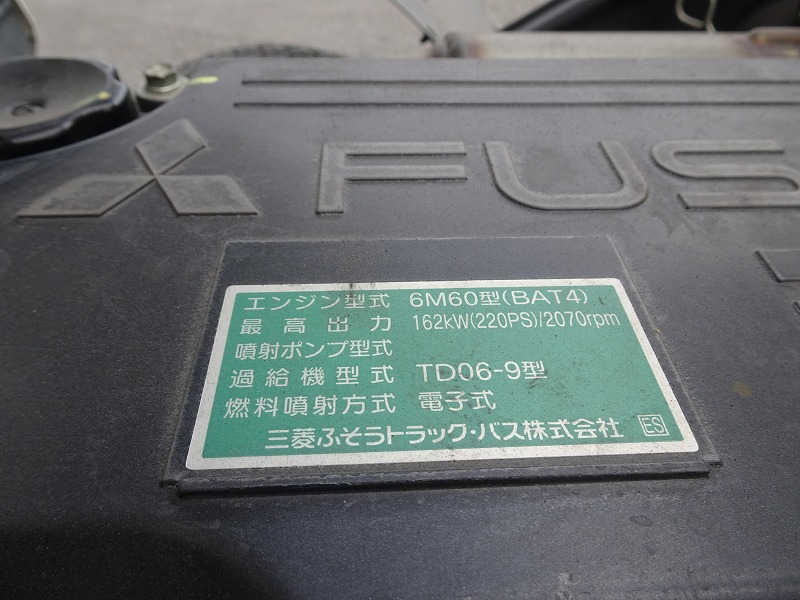 FUS
エンジン型式 6M60型(BAT4)
最高出力 162kW(220PS)/2070rpm
噴射ポンプ型式
過給機型式 TD06-9型
燃料噴射方式 電子式
三菱ふそうトラック・バス株式会社 ES